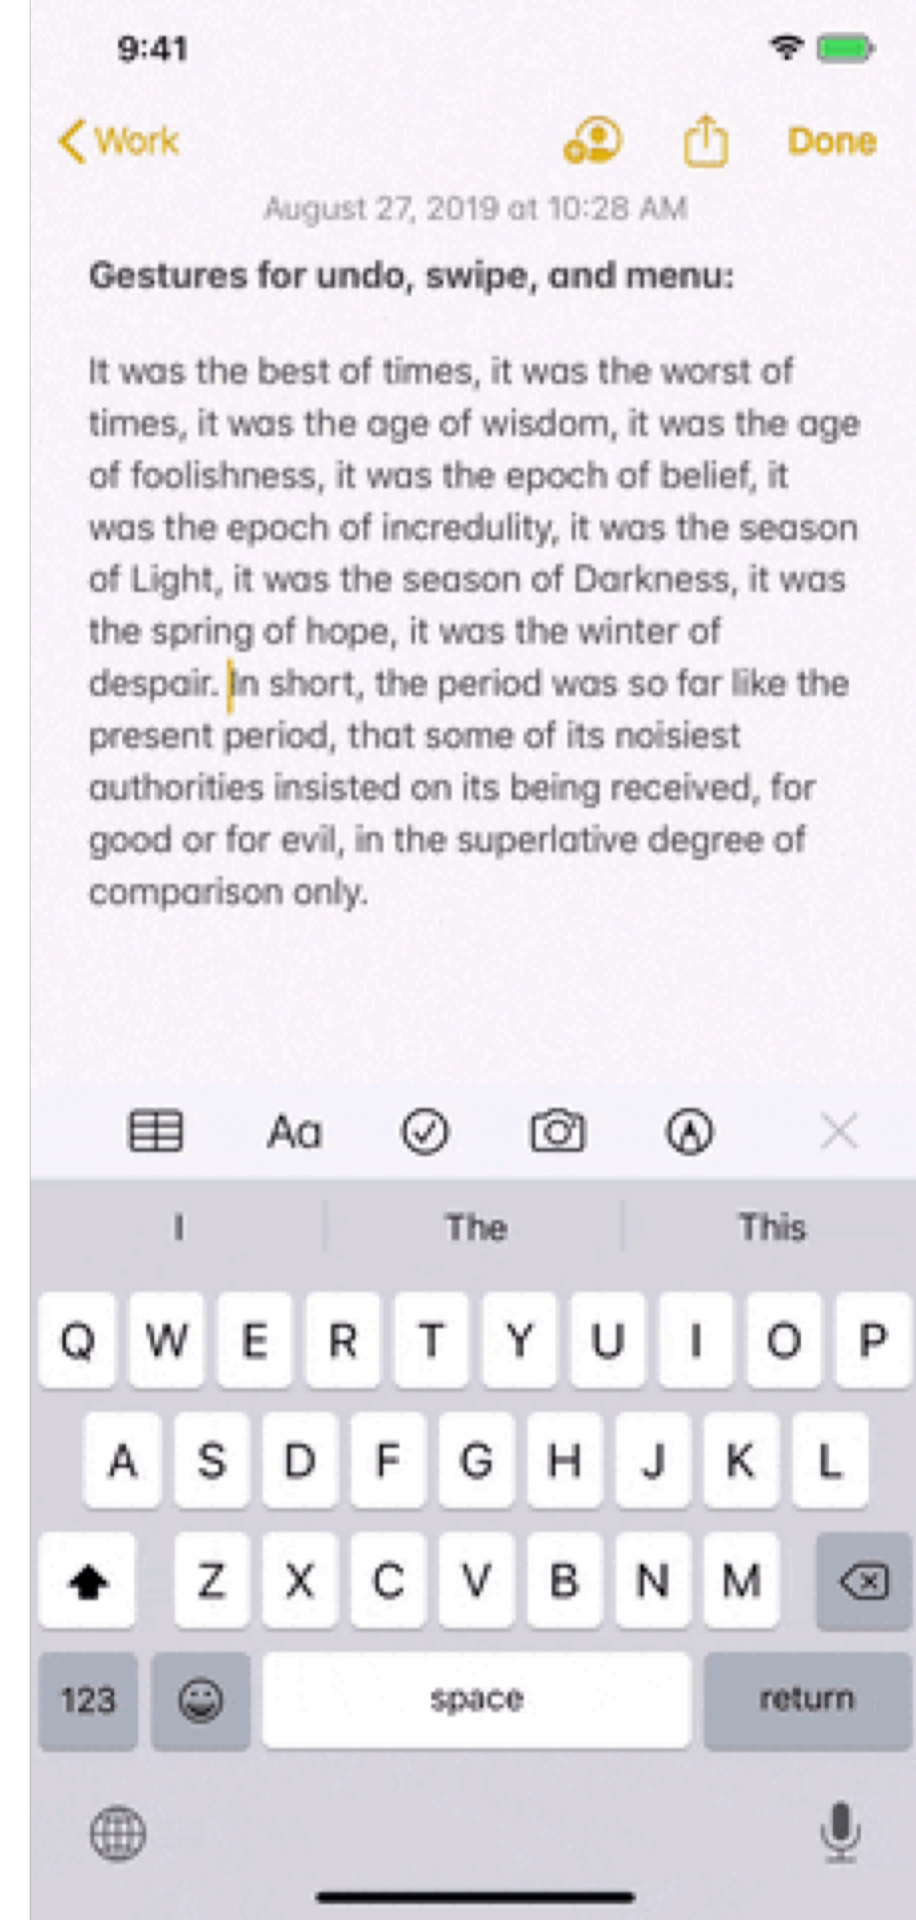 9:41
Work
Done
August 27, 2019 at 10:28 AM
Gestures for undo, swipe, and menu:
It was the best of times, it was the worst of
times, it was the age of wisdom, it was the age
of foolishness, it was the epoch of belief, it
was the epoch of incredulity, it was the season
of Light, it was the season of Darkness, it was
the spring of hope, it was the winter of
despair. In short, the period was so far like the
present period, that some of its noisiest
authorities insisted on its being received, for
good or for evil, in the superlative degree of
comparison only.
Aa
I The This
Q W E R T Y U I O P
A S D F G H J K L
Z X C V B N M
123 space return